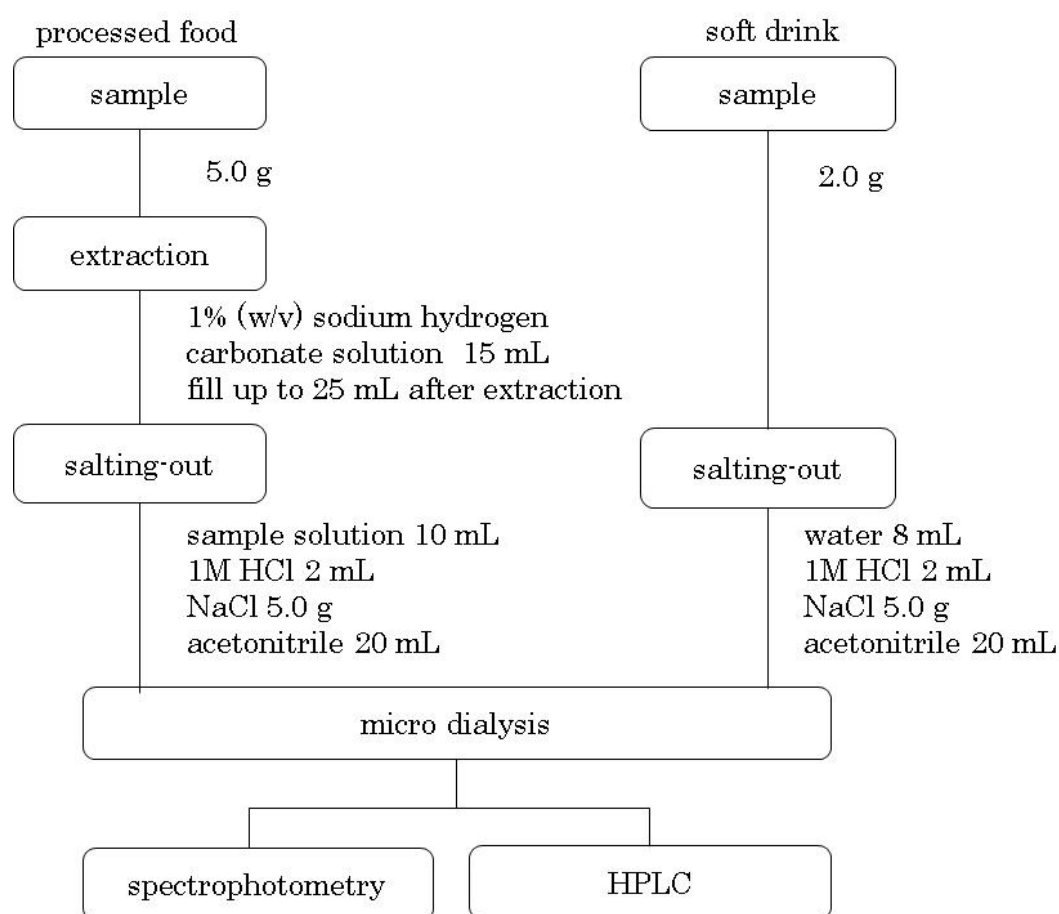 processed food
soft drink
sample
sample
5.0 g
2.0 g
extraction
1% (w/v) sodium hydrogen
carbonate solution 15 mL
fill up to 25 mL after extraction
salting-out
salting-out
sample solution 10 mL
1M HCl 2 mL
NaCl 5.0 g
acetonitrile 20 mL
water 8 mL
1M HCl 2 mL
NaCl 5.0 g
acetonitrile 20 mL
micro dialysis
spectrophotometry
HPLC